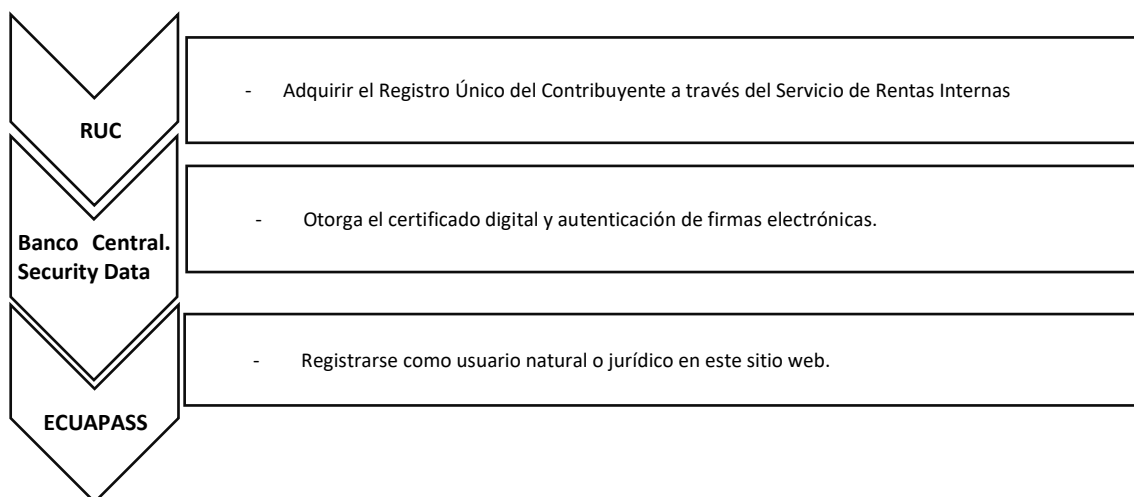 - Adquirir el Registro Único del Contribuyente a través del Servicio de Rentas Internas
RUC
- Otorga el certificado digital y autenticación de firmas electrónicas.
Banco Central.
Security Data
- Registrarse como usuario natural o jurídico en este sitio web.
ECUAPASS